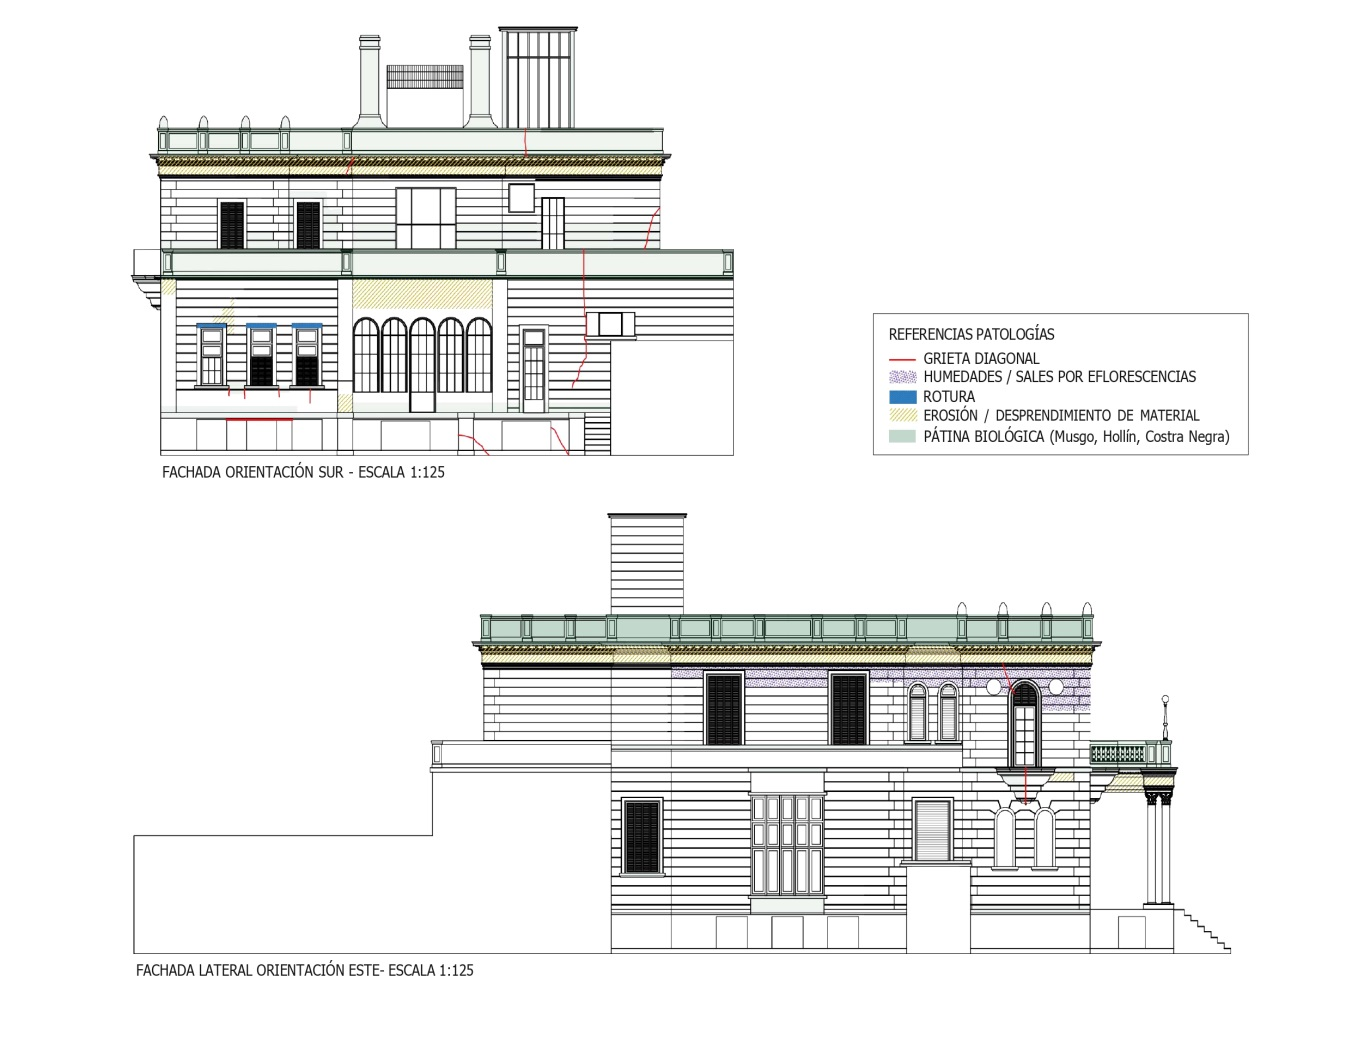 REFERENCIAS PATOLOGÍAS
GRIETA DIAGONAL
HUMEDADES / SALES POR EFLORESCENCIAS
ROTURA
EROSIÓN / DESPRENDIMIENTO DE MATERIAL
PÁTINA BIOLÓGICA (Musgo, Hollín, Costra Negra)
FACHADA ORIENTACIÓN SUR - ESCALA 1:125
FACHADA LATERAL ORIENTACIÓN ESTE- ESCALA 1:125